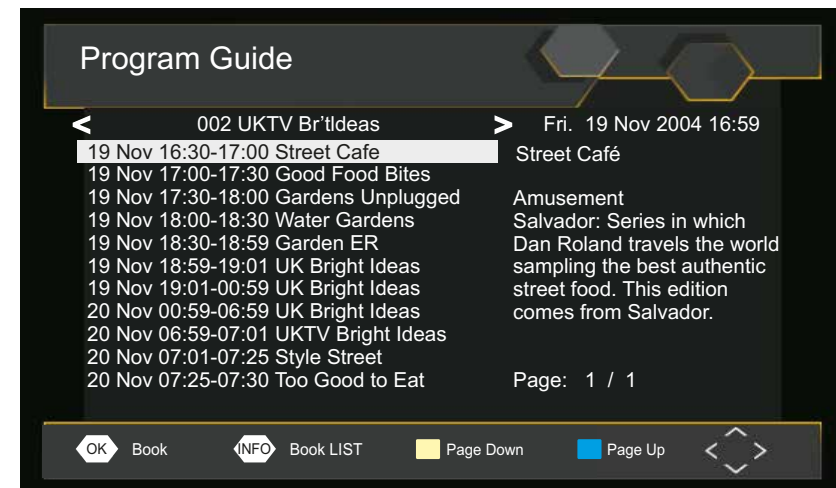 Program Guide
< 002 UKTV Br'tldeas >
Fri. 19 Nov 2004 16:59
19 Nov 16:30-17:00 Street Cafe
19 Nov 17:00-17:30 Good Food Bites
19 Nov 17:30-18:00 Gardens Unplugged
19 Nov 18:00-18:30 Water Gardens
19 Nov 18:30-18:59 Garden ER
19 Nov 18:59-19:01 UK Bright Ideas
19 Nov 19:01-00:59 UK Bright Ideas
20 Nov 00:59-06:59 UK Bright Ideas
20 Nov 06:59-07:01 UKTV Bright Ideas
20 Nov 07:01-07:25 Style Street
20 Nov 07:25-07:30 Too Good to Eat
Street Café
Amusement
Salvador: Series in which
Dan Roland travels the world
sampling the best authentic
street food. This edition
comes from Salvador.
Page: 1 / 1
OK Book INFO Book LIST Page Down Page Up